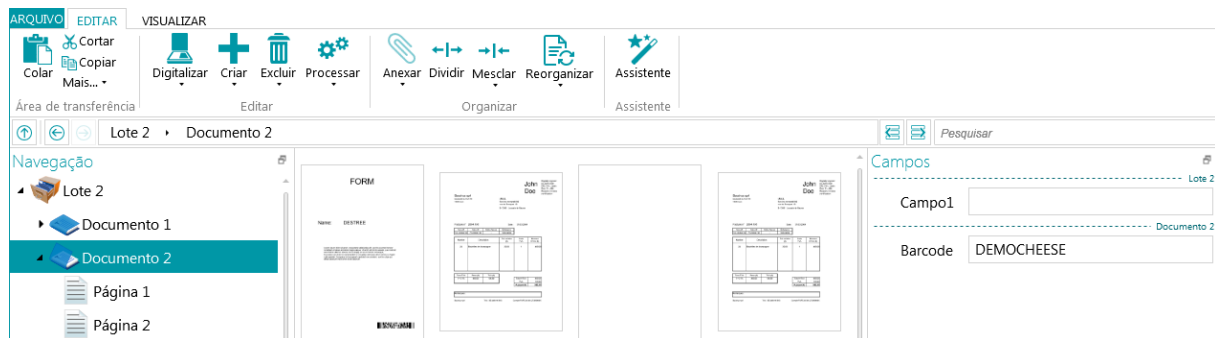 ARQUIVO EDITAR VISUALIZAR
Colar
Cortar
Copiar
Mais...
Digitalizar Criar Excluir Processar
Anexar Dividir Mesclar Reorganizar
Assistente
Área de transferência Editar Organizar Assistente
Lote 2 Documento 2 Pesquisar
Navegação
Lote 2
Documento 1
Documento 2
Página 1
Página 2
FORM
Name: DESTREE
John
Doe
John
Doe
Campos
Lote 2
Campo1
Documento 2
Barcode DEMOCHEESE